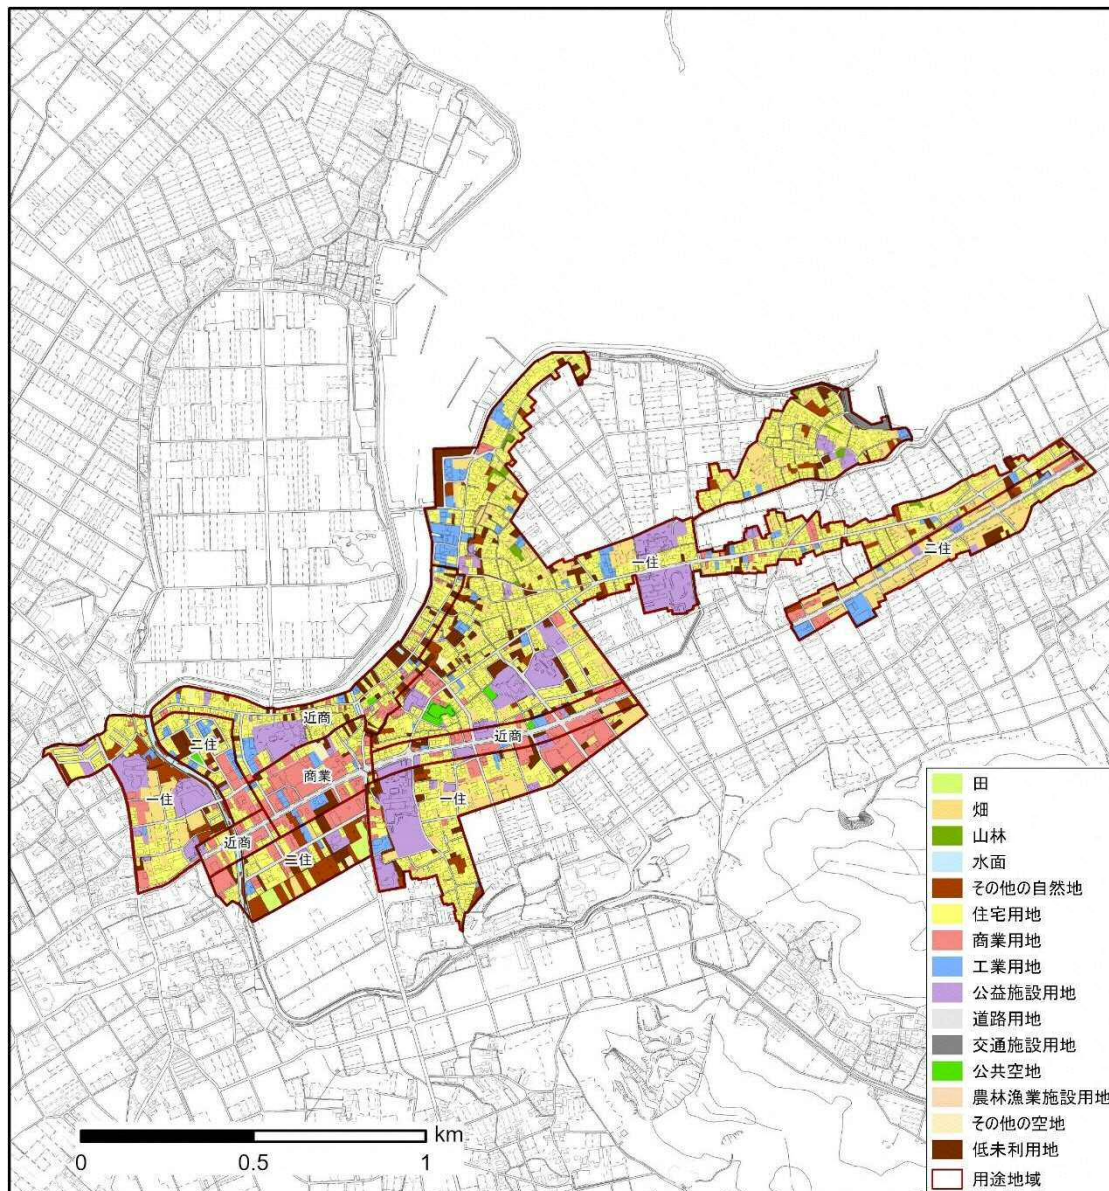 一住
二住
近商
近商
二住
商業
一住
一住
近商
二住
田
畑
山林
水面
その他の自然地
住宅用地
商業用地
工業用地
公益施設用地
道路用地
交通施設用地
公共空地
農林漁業施設用地
その他の空地
低未利用地
用途地域
km
0 0.5 1